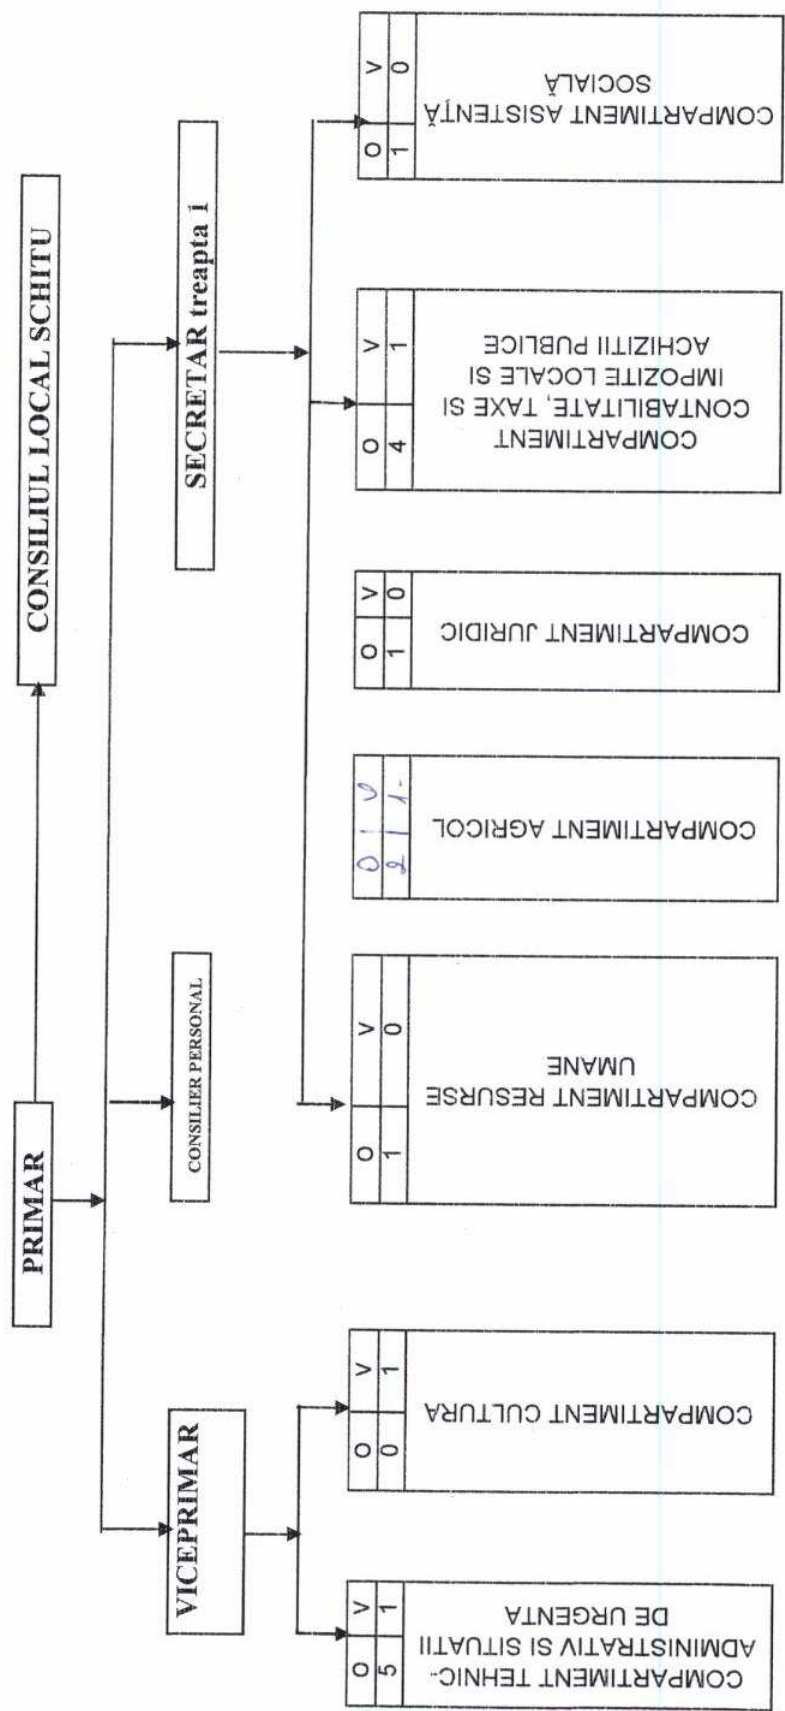 PRIMAR
CONSILIUL LOCAL SCHITU
VICEPRIMAR
CONSILIER PERSONAL
SECRETAR treapta 1
O V
5 1
COMPARTIMENT TEHNIC-
ADMINISTRATIV SI SITUATII
DE URGENTA
O V
0 1
COMPARTIMENT CULTURA
O V
1 0
COMPARTIMENT RESURSE
UMANE
O V
2 1-
COMPARTIMENT AGRICOL
O V
1 0
COMPARTIMENT JURIDIC
O V
4 1
COMPARTIMENT
CONTABILITATE, TAXE SI
IMPOZITE LOCALE SI
ACHIZITII PUBLICE
O V
1 0
COMPARTIMENT ASISTENŢĂ
SOCIALĂ